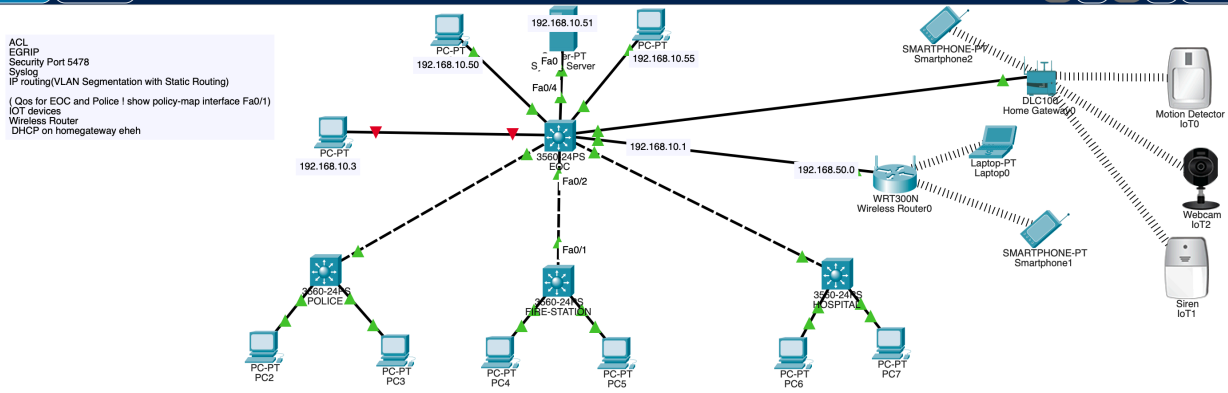 ACL
EGRIP
Security Port 5478
Syslog
IP routing(VLAN Segmentation with Static Routing)
( Qos for EOC and Police ! show policy-map interface Fa0/1)
IOT devices
Wireless Router
DHCP on homegateway eheh
192.168.10.51
PC-PT
192.168.10.50
Fa0
er-PT
Server
Fa0/4
PC-PT
192.168.10.55
SMARTPHONE-PT
Smartphone2
DLC100
Home Gateway0
Motion Detector
IoT0
PC-PT
192.168.10.3
3560-24PS
EOC
192.168.10.1
192.168.50.0
Laptop-PT
Laptop0
WRT300N
Wireless Router0
Webcam
IoT2
Fa0/2
Fa0/1
SMARTPHONE-PT
Smartphone1
Siren
IoT1
3560-24PS
POLICE
3560-24PS
FIRE-STATION
3560-24PS
HOSPITAL
PC-PT
PC2
PC-PT
PC3
PC-PT
PC4
PC-PT
PC5
PC-PT
PC6
PC-PT
PC7